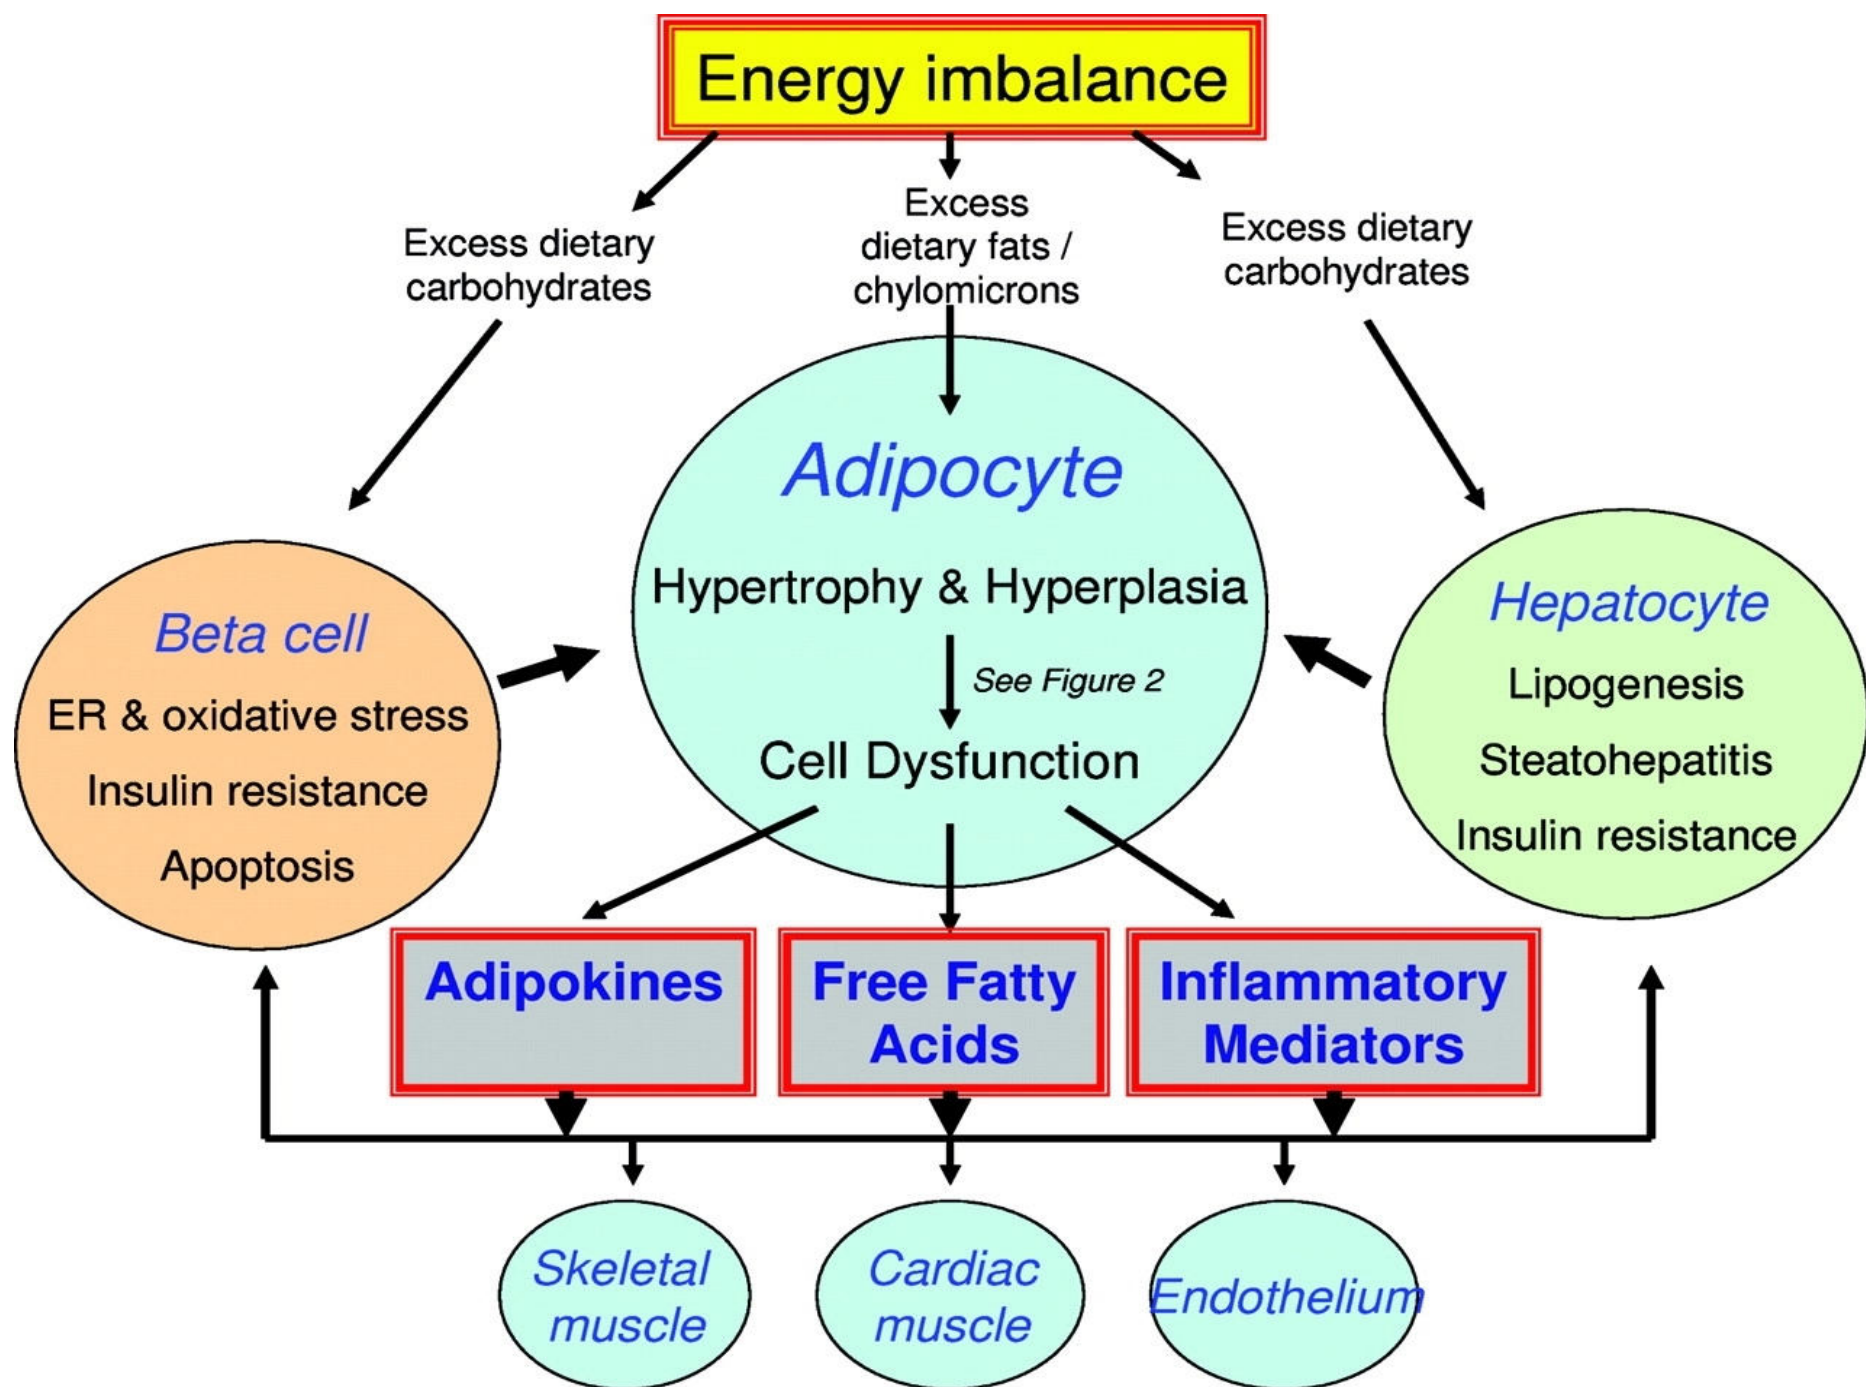 Energy imbalance
Excess dietary
carbohydrates
Excess
dietary fats /
chylomicrons
Excess dietary
carbohydrates
Adipocyte
Hypertrophy & Hyperplasia
See Figure 2
Cell Dysfunction
Beta cell
ER & oxidative stress
Insulin resistance
Apoptosis
Hepatocyte
Lipogenesis
Steatohepatitis
Insulin resistance
Adipokines
Free Fatty
Acids
Inflammatory
Mediators
Skeletal
muscle
Cardiac
muscle
Endothelium